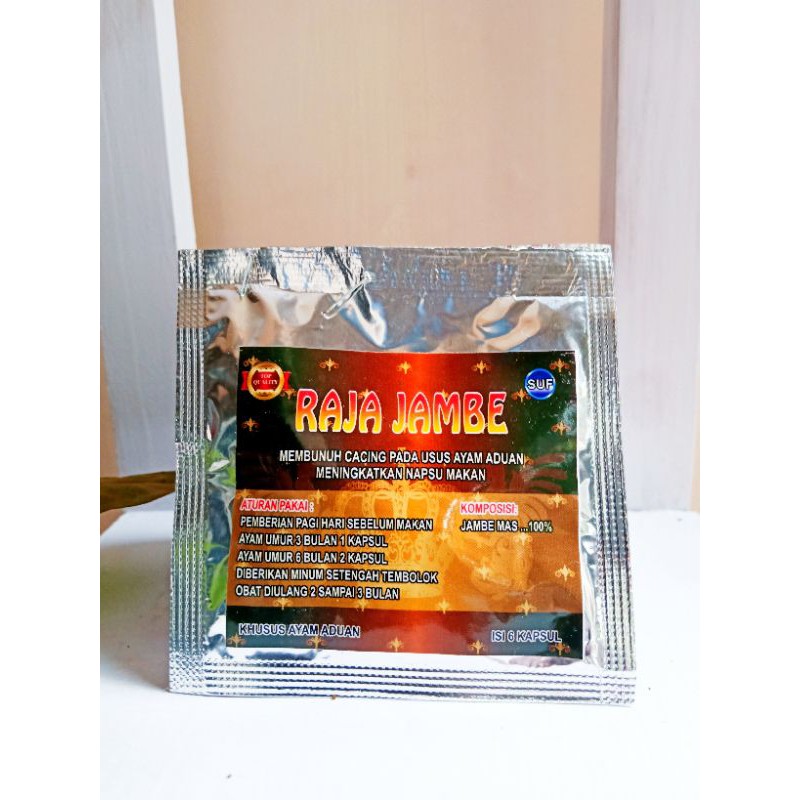 TOP
QUALITY
SUF
RAJA JAMBE
MEMBUNUH CACING PADA USUS AYAM ADUAN
MENINGKATKAN NAPSU MAKAN
ATURAN PAKAI :
PEMBERIAN PAGI HARI SEBELUM MAKAN
AYAM UMUR 3 BULAN 1 KAPSUL
AYAM UMUR 6 BULAN 2 KAPSUL
DIBERIKAN MINUM SETENGAH TEMBOLOK
OBAT DIULANG 2 SAMPAI 3 BULAN
KOMPOSISI:
JAMBE MAS ...100%
KHUSUS AYAM ADUAN
ISI 6 KAPSUL